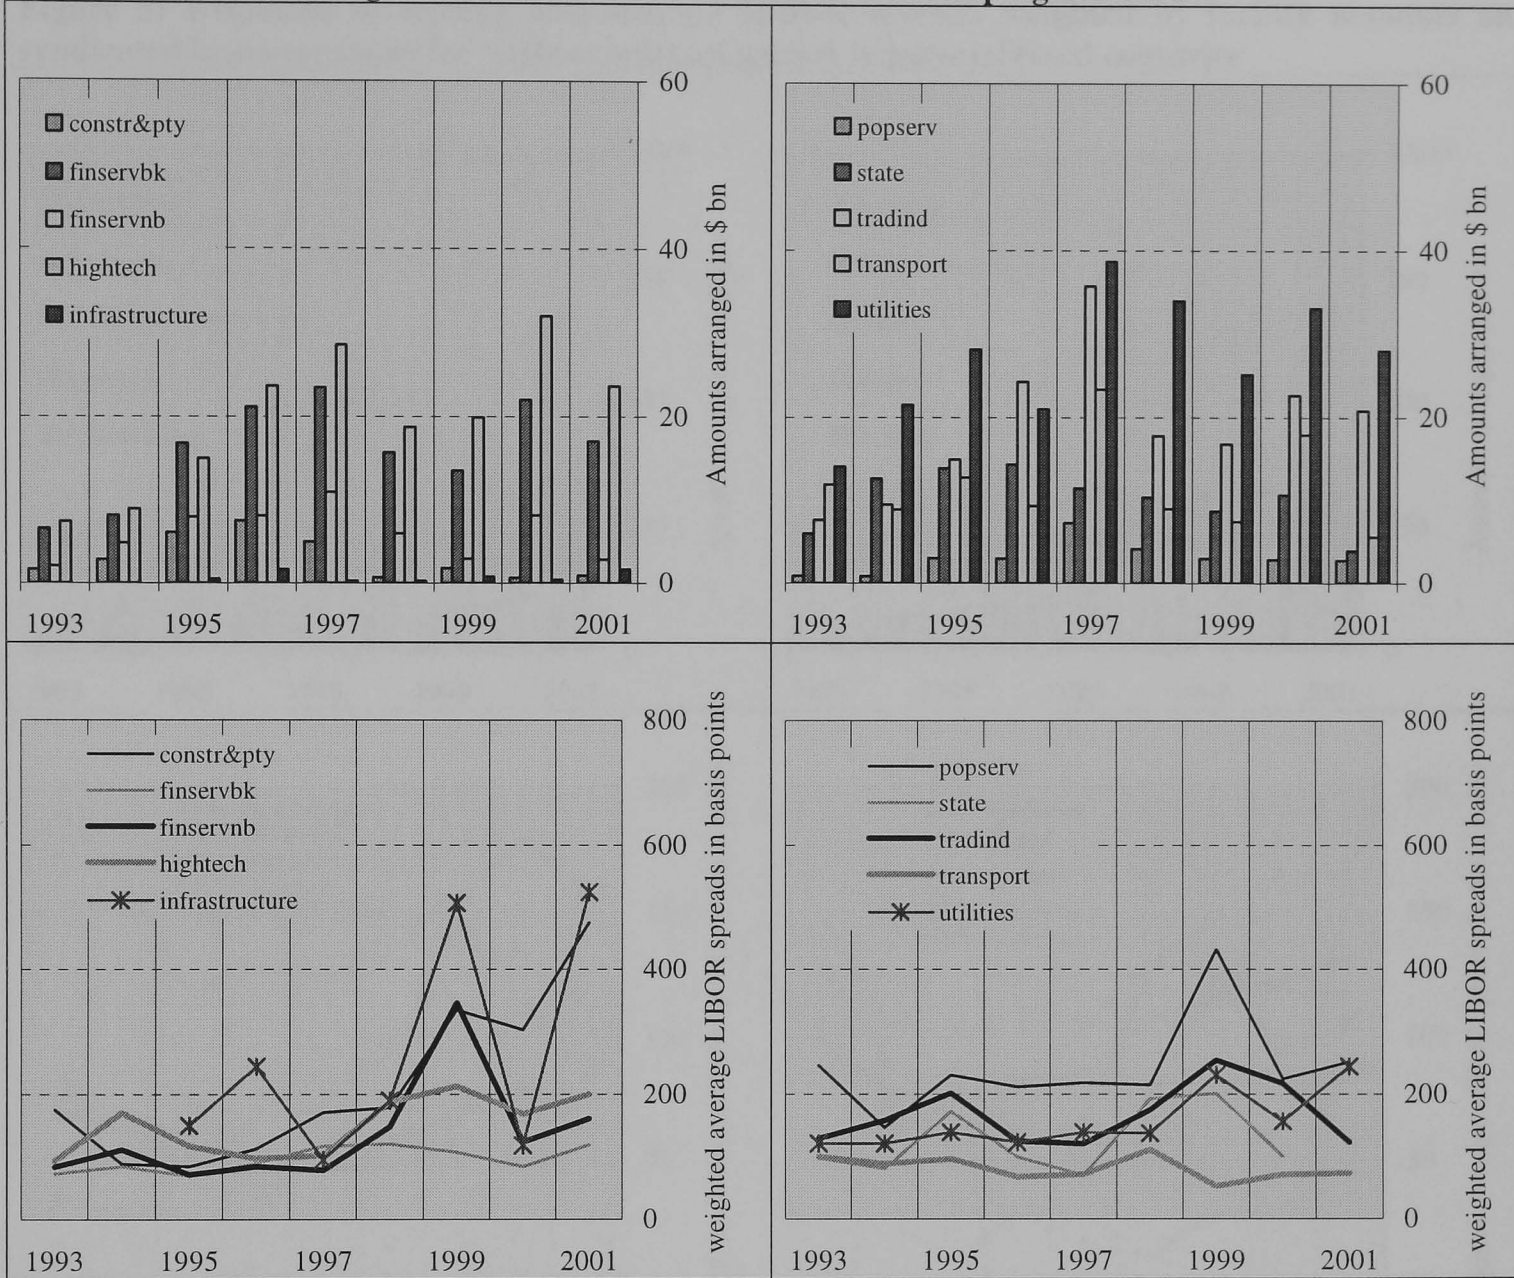 60
40
20
0
Amounts arranged in $ bn
constr&pty
finservbk
finservnb
hightech
infrastructure
1993 1995 1997 1999 2001
60
40
20
0
Amounts arranged in $ bn
popserv
state
tradind
transport
utilities
1993 1995 1997 1999 2001
800
600
400
200
0
weighted average LIBOR spreads in basis points
constr&pty
finservbk
finservnb
hightech
infrastructure
1993 1995 1997 1999 2001
800
600
400
200
0
weighted average LIBOR spreads in basis points
popserv
state
tradind
transport
utilities
1993 1995 1997 1999 2001